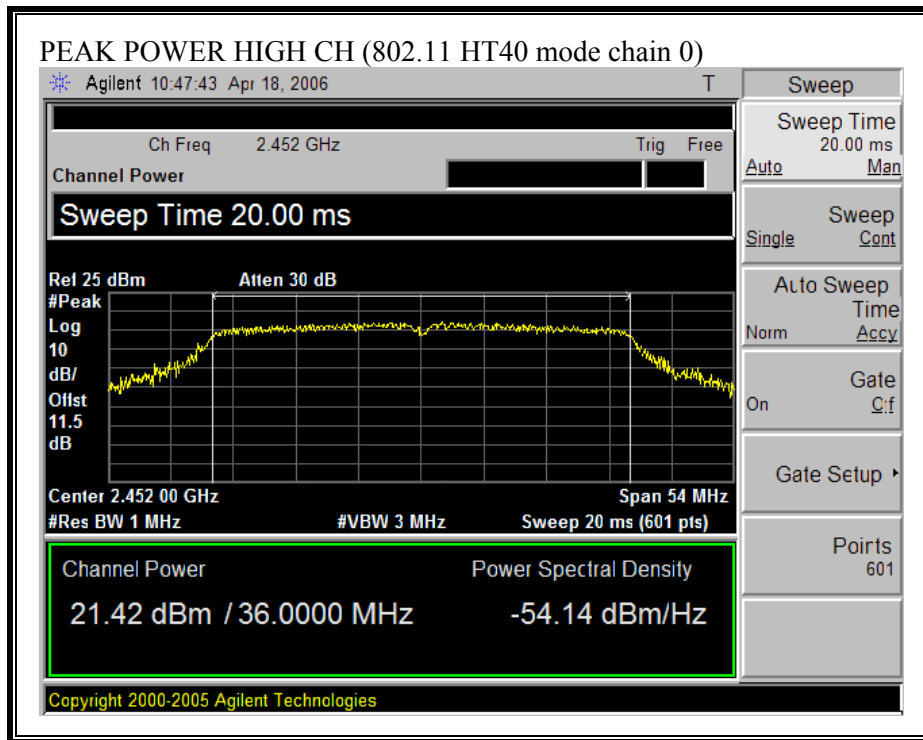 PEAK POWER HIGH CH (802.11 HT40 mode chain 0)
Agilent 10:47:43 Apr 18, 2006 T
Ch Freq 2.452 GHz Trig Free
Channel Power
Sweep Time 20.00 ms
Ref 25 dBm Atten 30 dB
#Peak
Log
10
dB/
Offst
11.5
dB
Center 2.452 00 GHz Span 54 MHz
#Res BW 1 MHz #VBW 3 MHz Sweep 20 ms (601 pts)
Channel Power Power Spectral Density
21.42 dBm / 36.0000 MHz -54.14 dBm/Hz
Copyright 2000-2005 Agilent Technologies
Sweep
Sweep Time
20.00 ms
Auto Man
Sweep
Single Cont
Auto Sweep
Time
Norm Accy
Gate
On Off
Gate Setup
Points
601